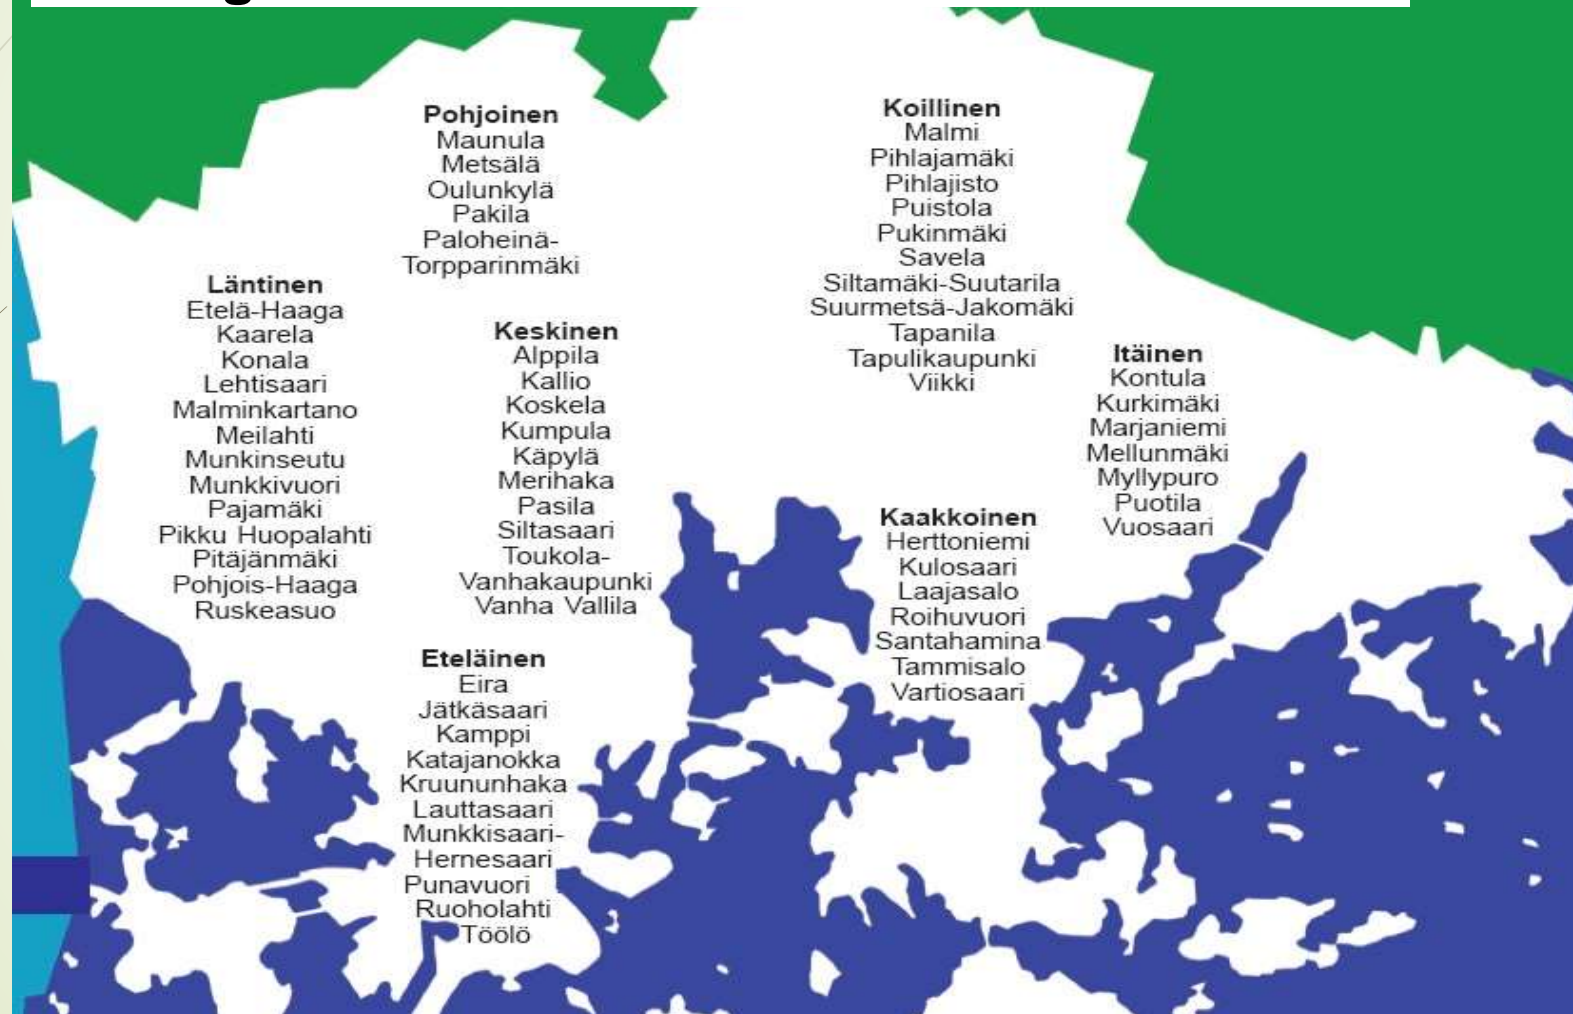 Pohjoinen
Maunula
Metsälä
Oulunkylä
Pakila
Paloheinä-
Torpparinmäki
Koillinen
Malmi
Pihlajamäki
Pihlajisto
Puistola
Pukinmäki
Savela
Siltamäki-Suutarila
Suurmetsä-Jakomäki
Tapanila
Tapulikaupunki
Viikki
Läntinen
Etelä-Haaga
Kaarela
Konala
Lehtisaari
Malminkartano
Meilahti
Munkinseutu
Munkkivuori
Pajamäki
Pikku Huopalahti
Pitäjänmäki
Pohjois-Haaga
Ruskeasuo
Keskinen
Alppila
Kallio
Koskela
Kumpula
Käpylä
Merihaka
Pasila
Siltasaari
Toukola-
Vanhakaupunki
Vanha Vallila
Itäinen
Kontula
Kurkimäki
Marjaniemi
Mellunmäki
Myllypuro
Puotila
Vuosaari
Kaakkoinen
Herttoniemi
Kulosaari
Laajasalo
Roihuvuori
Santahamina
Tammisalo
Vartiosaari
Eteläinen
Eira
Jätkäsaari
Kamppi
Katajanokka
Kruununhaka
Lauttasaari
Munkkisaari-
Hernesaari
Punavuori
Ruoholahti
Töölö